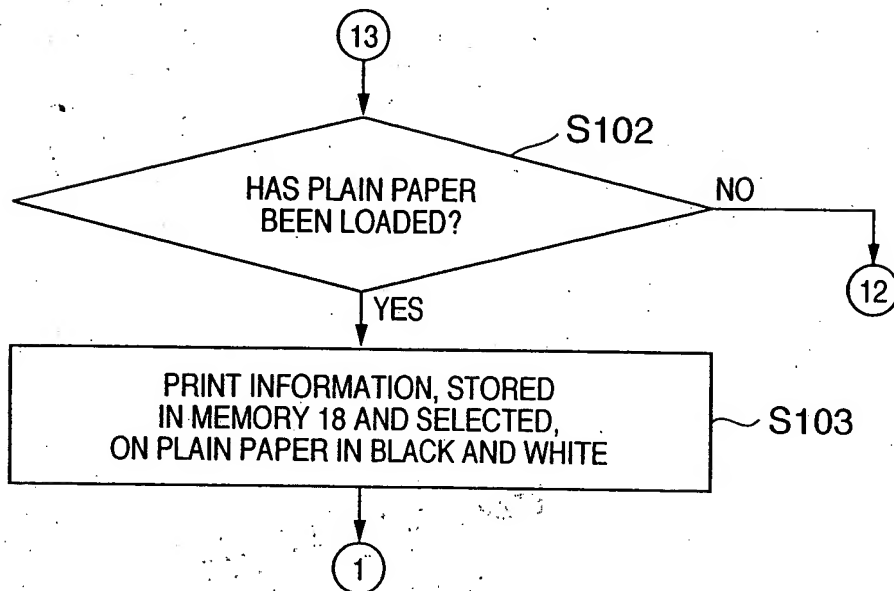 13
S102
HAS PLAIN PAPER
BEEN LOADED?
NO
12
YES
PRINT INFORMATION, STORED
IN MEMORY 18 AND SELECTED,
ON PLAIN PAPER IN BLACK AND WHITE
S103
1